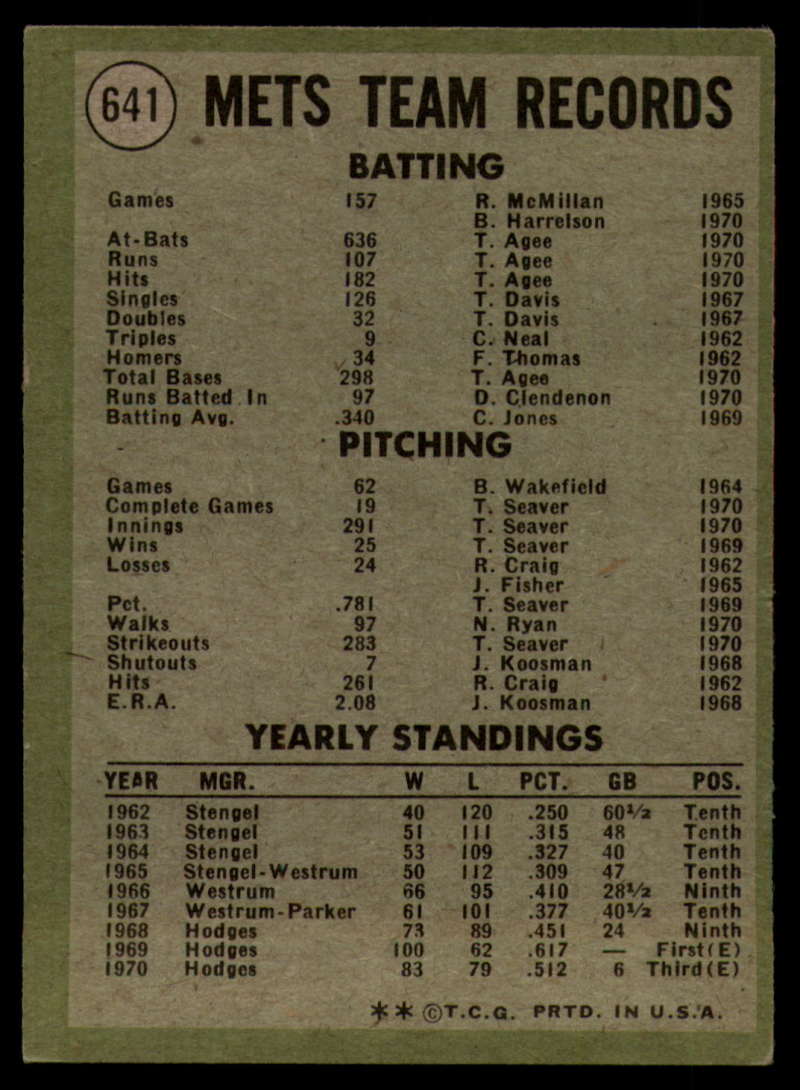 641 METS TEAM RECORDS
BATTING
Games 157 R. McMillan 1965
B. Harrelson 1970
At-Bats 636 T. Agee 1970
Runs 107 T. Agee 1970
Hits 182 T. Agee 1970
Singles 126 T. Davis 1967
Doubles 32 T. Davis 1967
Triples 9 C. Neal 1962
Homers 34 F. Thomas 1962
Total Bases 298 T. Agee 1970
Runs Batted In 97 D. Clendenon 1970
Batting Avg. .340 C. Jones 1969
PITCHING
Games 62 B. Wakefield 1964
Complete Games 19 T. Seaver 1970
Innings 291 T. Seaver 1970
Wins 25 T. Seaver 1969
Losses 24 R. Craig 1962
J. Fisher 1965
Pct. .781 T. Seaver 1969
Walks 97 N. Ryan 1970
Strikeouts 283 T. Seaver 1970
Shutouts 7 J. Koosman 1968
Hits 261 R. Craig 1962
E.R.A. 2.08 J. Koosman 1968
YEARLY STANDINGS
YEAR MGR. W L PCT. GB POS.
1962 Stengel 40 120 .250 60½ Tenth
1963 Stengel 51 111 .315 48 Tenth
1964 Stengel 53 109 .327 40 Tenth
1965 Stengel-Westrum 50 112 .309 47 Tenth
1966 Westrum 66 95 .410 28½ Ninth
1967 Westrum-Parker 61 101 .377 40½ Tenth
1968 Hodges 73 89 .451 24 Ninth
1969 Hodges 100 62 .617 — First(E)
1970 Hodges 83 79 .512 6 Third(E)
** ©T.C.G. PRTD. IN U.S.A.